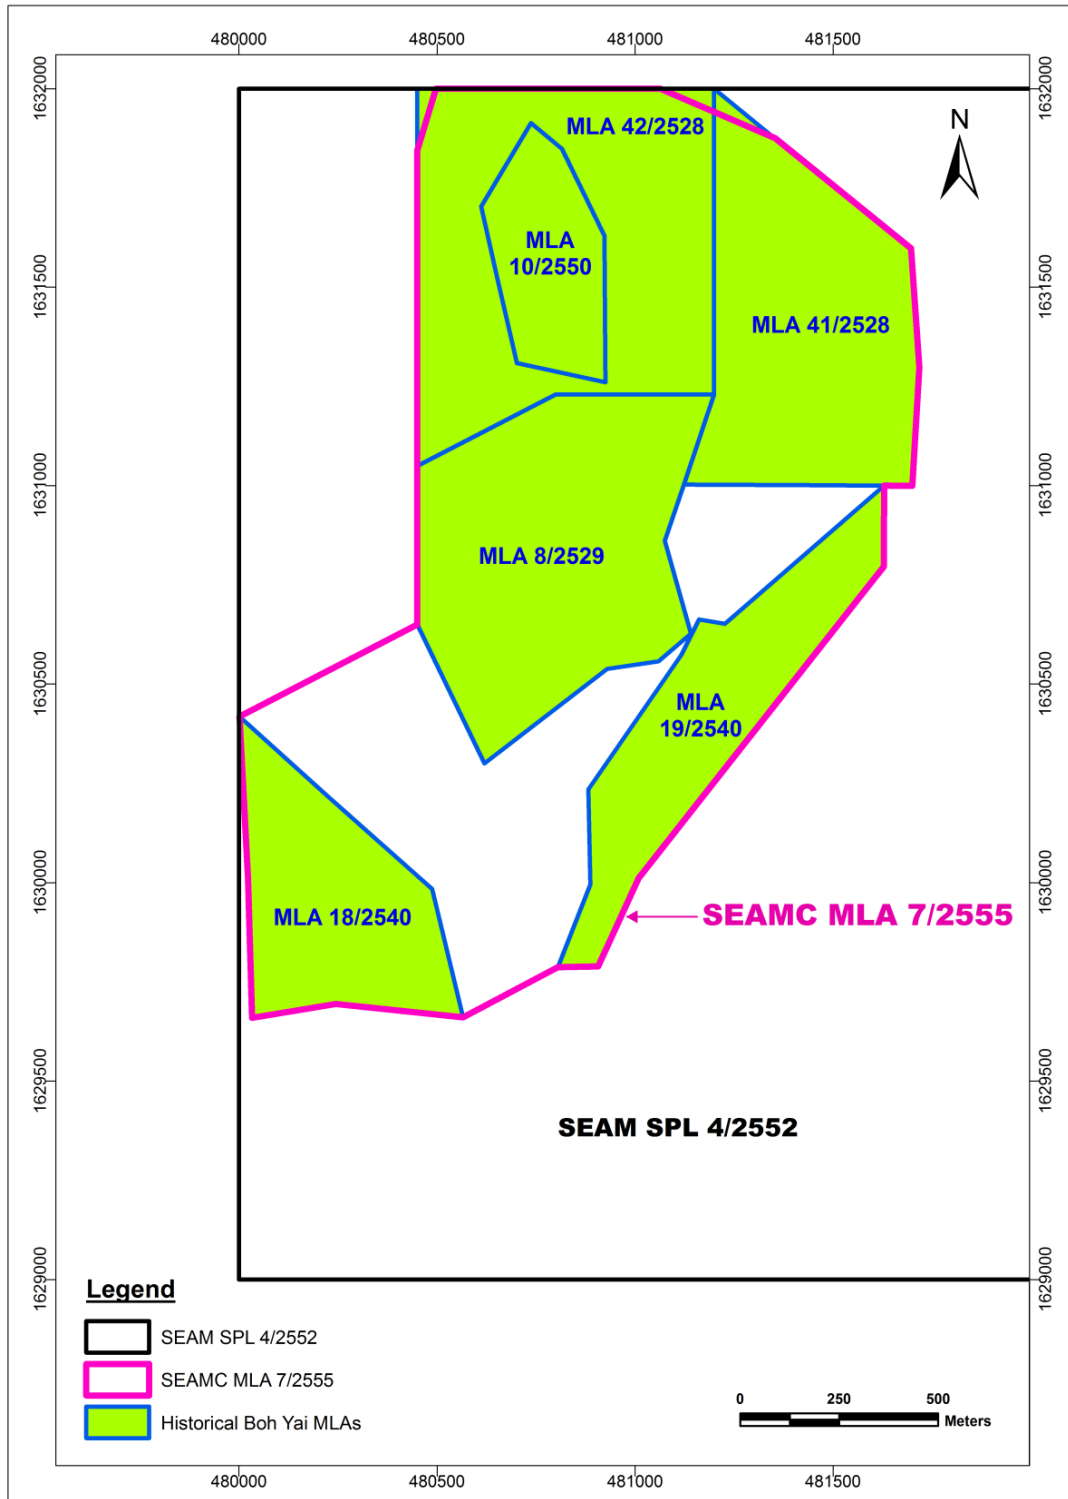 480000
480500
481000
481500
1632000
1632000
MLA 42/2528
N
MLA
10/2550
1631500
1631500
MLA 41/2528
1631000
1631000
MLA 8/2529
1630500
1630500
MLA
19/2540
1630000
1630000
MLA 18/2540
SEAMC MLA 7/2555
1629500
1629500
SEAM SPL 4/2552
1629000
1629000
Legend
SEAM SPL 4/2552
SEAMC MLA 7/2555
Historical Boh Yai MLAs
0
250
500
Meters
480000
480500
481000
481500